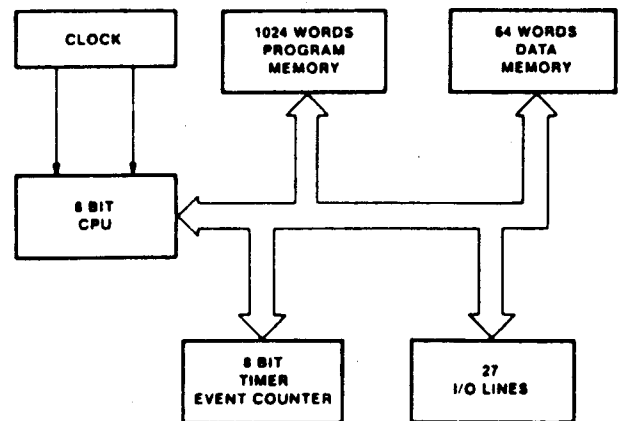 CLOCK
1024 WORDS
PROGRAM
MEMORY
64 WORDS
DATA
MEMORY
8 BIT
CPU
8 BIT
TIMER
EVENT COUNTER
27
I/O LINES